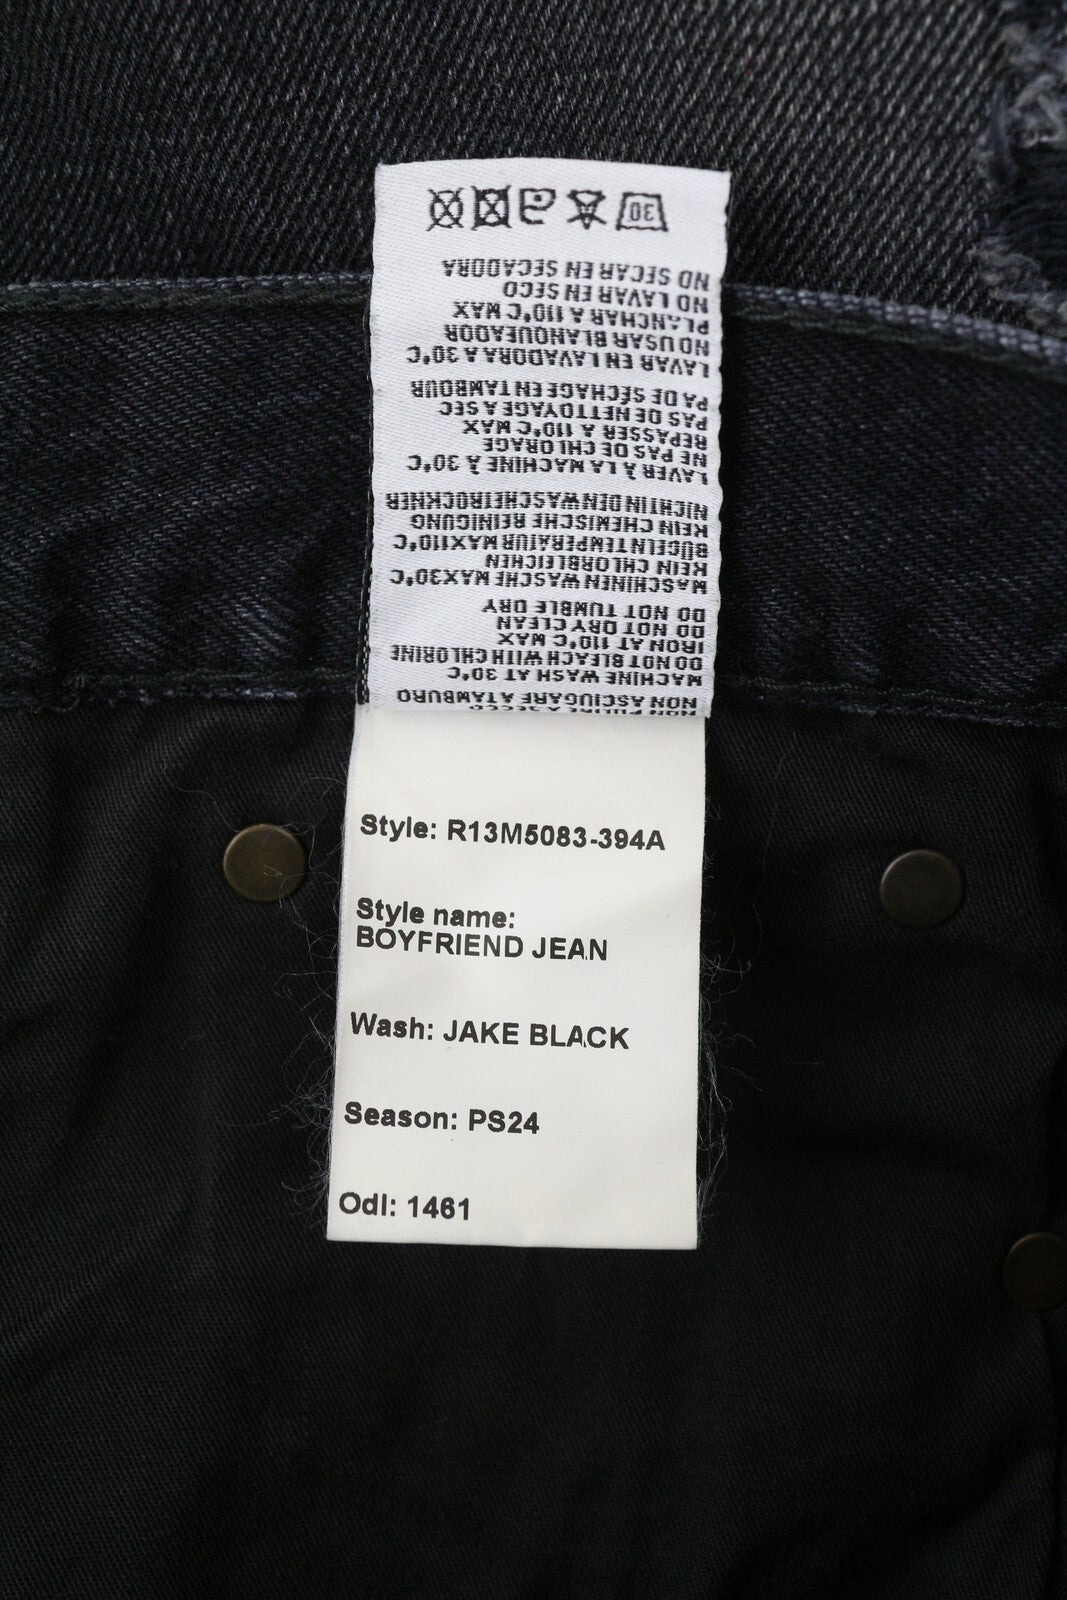 NON ASCIUGARE A TAMBURO
MACHINE WASH AT 30°C
DO NOT BLEACH WITH CHLORINE
IRON AT 110°C MAX
DO NOT DRY CLEAN
DO NOT TUMBLE DRY
MASCHINEN WASCHE MAX30°C
KEIN CHLORBLEICHEN
BÜGELN TEMPERATUR MAX110°C
KEIN CHEMISCHE REINIGUNG
NICHT IN DEN WASCHETROCKNER
LAVER À LA MACHINE À 30°C
NE PAS DE CHLORAGE
REPASSER A 110°C MAX
PAS DE NETTOYAGE A SEC
PA DE SÉCHAGE EN TAMBOUR
LAVAR EN LAVADORA A 30°C
NO USAR BLANQUEADOR
PLANCHAR A 110°C MAX
NO LAVAR EN SECO
NO SECAR EN SECADORA
30
Style: R13M5083-394A
Style name:
BOYFRIEND JEAN
Wash: JAKE BLACK
Season: PS24
Odl: 1461